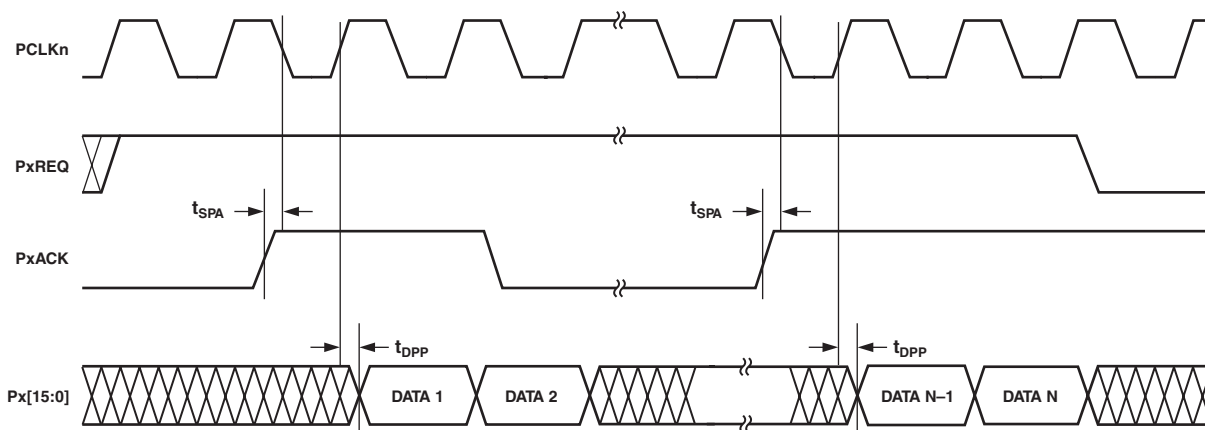 PCLKn
PxREQ
tSPA
tSPA
PxACK
tDPP
tDPP
Px[15:0]
DATA 1
DATA 2
DATA N–1
DATA N